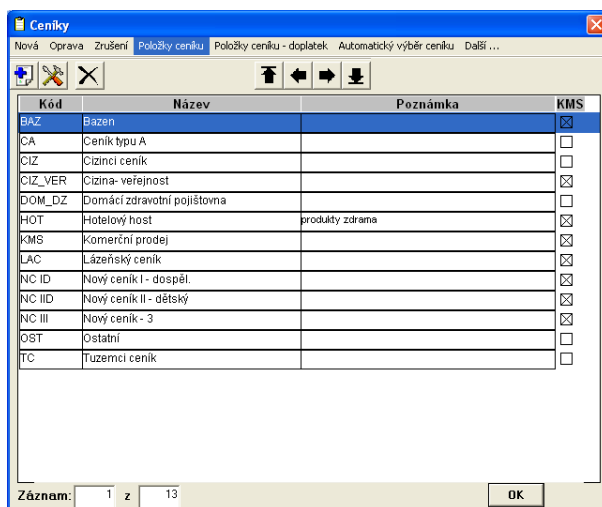 Ceníky
Nová Oprava Zrušení Položky ceníku Položky ceníku - doplatek Automatický výběr ceníku Další ...
Kód Název Poznámka KMS
BAZ Bazen
CA Ceník typu A
CIZ Cizinci ceník
CIZ_VER Cizina- veřejnost
DOM_DZ Domácí zdravotní pojištovna
HOT Hotelový host produkty zdrama
KMS Komerční prodej
LAC Lázeňský ceník
NC ID Nový ceník I - dospěl.
NC IID Nový ceník II - dětský
NC III Nový ceník - 3
OST Ostatní
TC Tuzemci ceník
Záznam: 1 z 13 OK